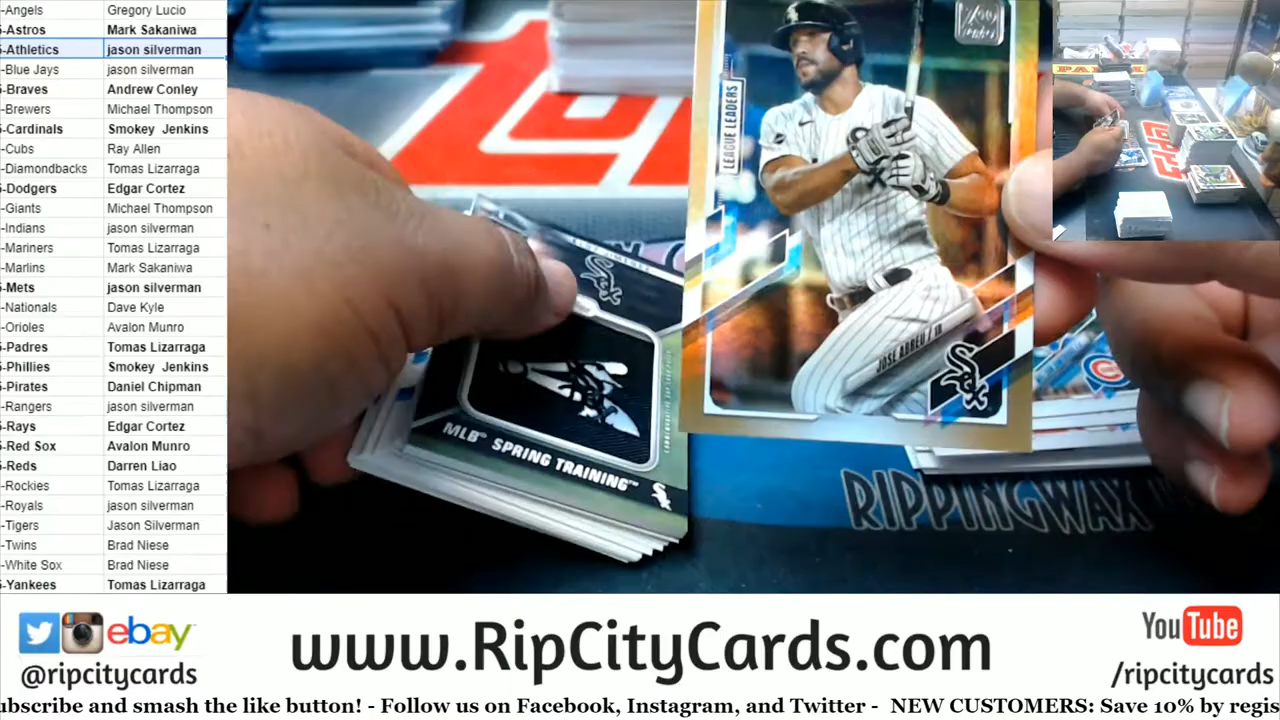 -Angels Gregory Lucio
-Astros Mark Sakaniwa
-Athletics jason silverman
-Blue Jays jason silverman
-Braves Andrew Conley
-Brewers Michael Thompson
-Cardinals Smokey Jenkins
-Cubs Ray Allen
-Diamondbacks Tomas Lizarraga
-Dodgers Edgar Cortez
-Giants Michael Thompson
-Indians jason silverman
-Mariners Tomas Lizarraga
-Marlins Mark Sakaniwa
-Mets jason silverman
-Nationals Dave Kyle
-Orioles Avalon Munro
-Padres Tomas Lizarraga
-Phillies Smokey Jenkins
-Pirates Daniel Chipman
-Rangers jason silverman
-Rays Edgar Cortez
-Red Sox Avalon Munro
-Reds Darren Liao
-Rockies Tomas Lizarraga
-Royals jason silverman
-Tigers Jason Silverman
-Twins Brad Niese
-White Sox Brad Niese
-Yankees Tomas Lizarraga
LEAGUE LEADERS
JOSE ABREU / 1B
Sox
Sox
MLB™ SPRING TRAINING™
RIPPINGWAX
topps
ebay
@ripcitycards
www.RipCityCards.com
YouTube
/ripcitycards
ubscribe and smash the like button! - Follow us on Facebook, Instagram, and Twitter - NEW CUSTOMERS: Save 10% by regis